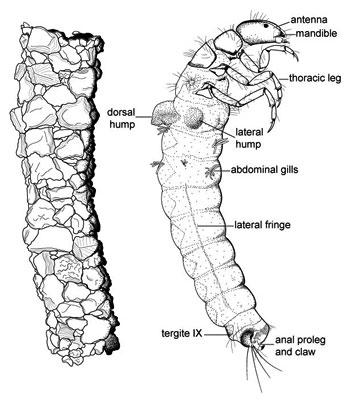 antenna
mandible
thoracic leg
dorsal
hump
lateral
hump
abdominal gills
lateral fringe
tergite IX
anal proleg
and claw